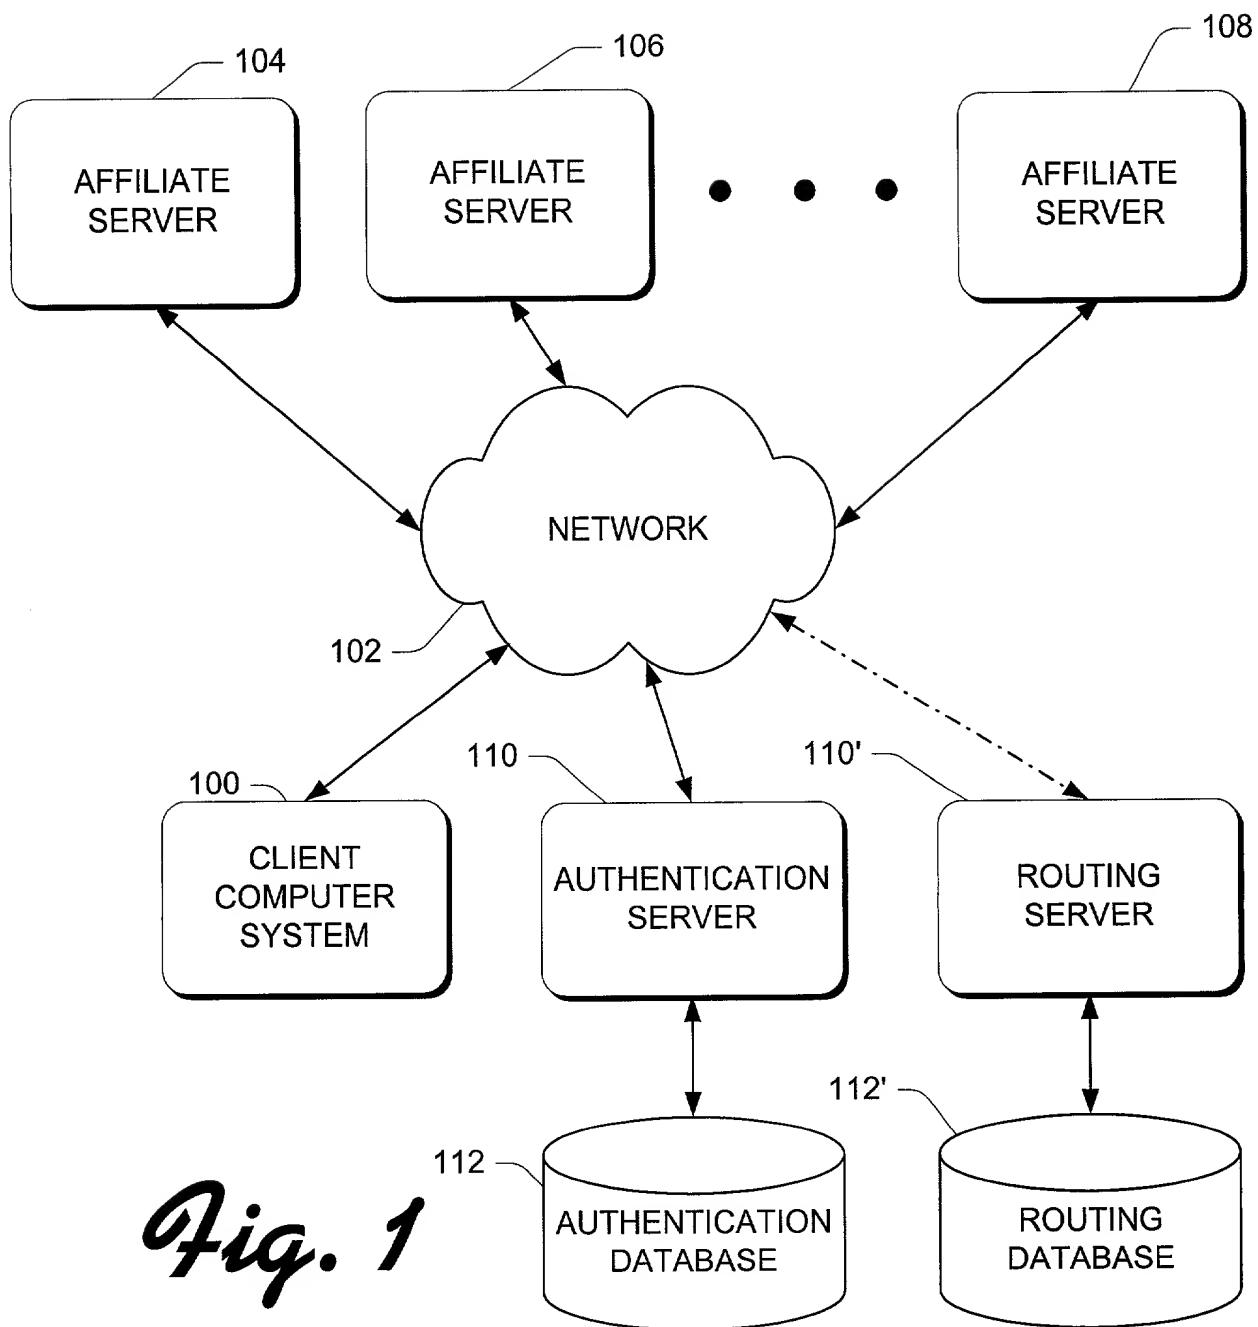 104
106
108
AFFILIATE
SERVER
AFFILIATE
SERVER
AFFILIATE
SERVER
NETWORK
102
100
110
110'
CLIENT
COMPUTER
SYSTEM
AUTHENTICATION
SERVER
ROUTING
SERVER
112
112'
AUTHENTICATION
DATABASE
ROUTING
DATABASE
Fig. 1